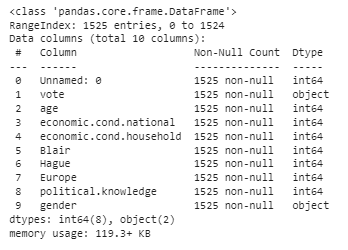 <class 'pandas.core.frame.DataFrame'>
RangeIndex: 1525 entries, 0 to 1524
Data columns (total 10 columns):
 #   Column                   Non-Null Count  Dtype
---  ------                   --------------  -----
 0   Unnamed: 0               1525 non-null   int64
 1   vote                     1525 non-null   object
 2   age                      1525 non-null   int64
 3   economic.cond.national   1525 non-null   int64
 4   economic.cond.household  1525 non-null   int64
 5   Blair                    1525 non-null   int64
 6   Hague                    1525 non-null   int64
 7   Europe                   1525 non-null   int64
 8   political.knowledge      1525 non-null   int64
 9   gender                   1525 non-null   object
dtypes: int64(8), object(2)
memory usage: 119.3+ KB